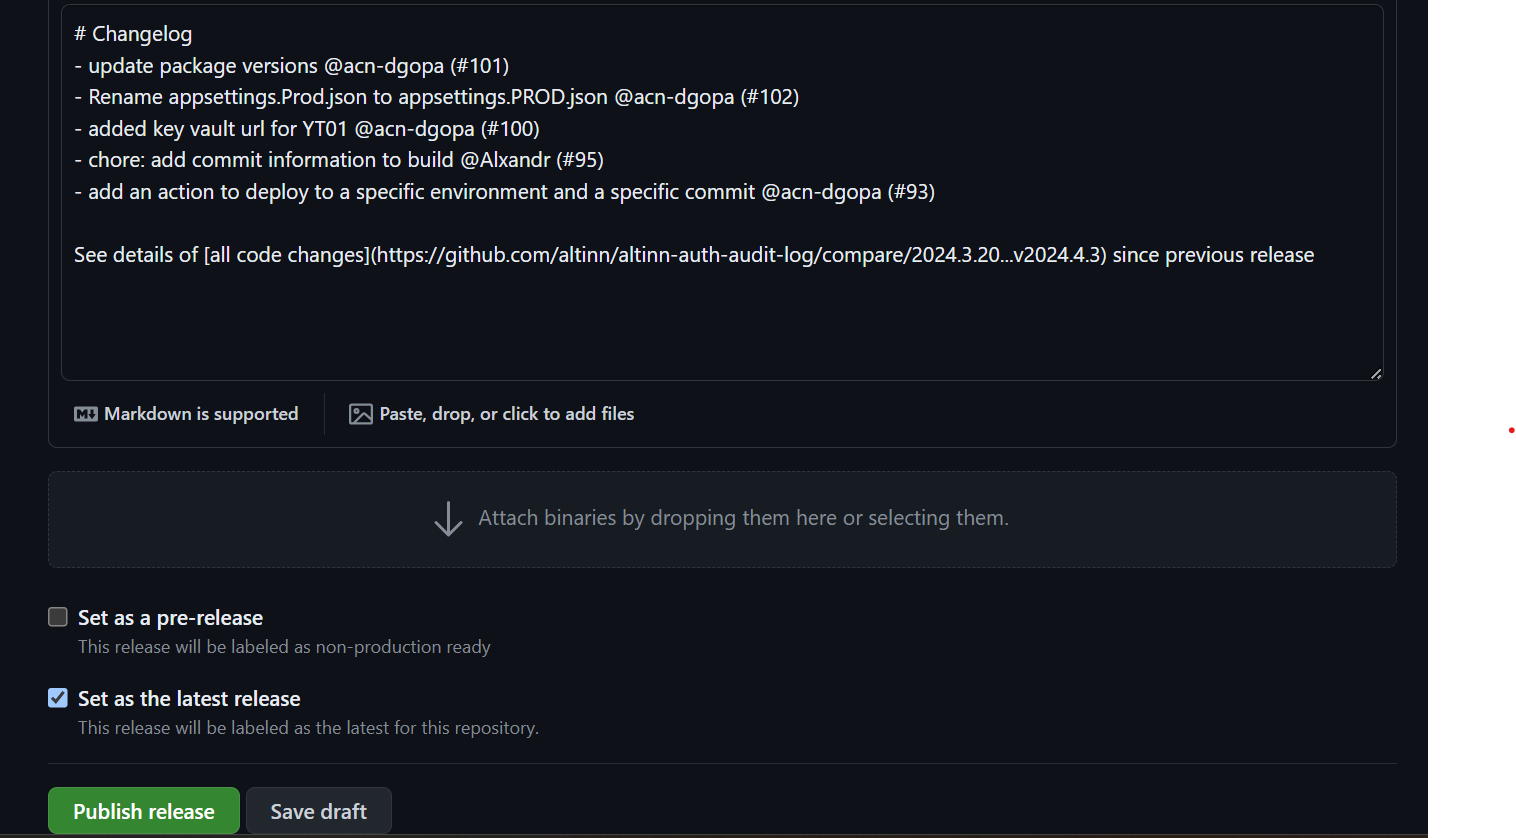 # Changelog
- update package versions @acn-dgopa (#101)
- Rename appsettings.Prod.json to appsettings.PROD.json @acn-dgopa (#102)
- added key vault url for YT01 @acn-dgopa (#100)
- chore: add commit information to build @Alxandr (#95)
- add an action to deploy to a specific environment and a specific commit @acn-dgopa (#93)
See details of [all code changes](https://github.com/altinn/altinn-auth-audit-log/compare/2024.3.20...v2024.4.3) since previous release
Markdown is supported
Paste, drop, or click to add files
Attach binaries by dropping them here or selecting them.
Set as a pre-release
This release will be labeled as non-production ready
Set as the latest release
This release will be labeled as the latest for this repository.
Publish release
Save draft